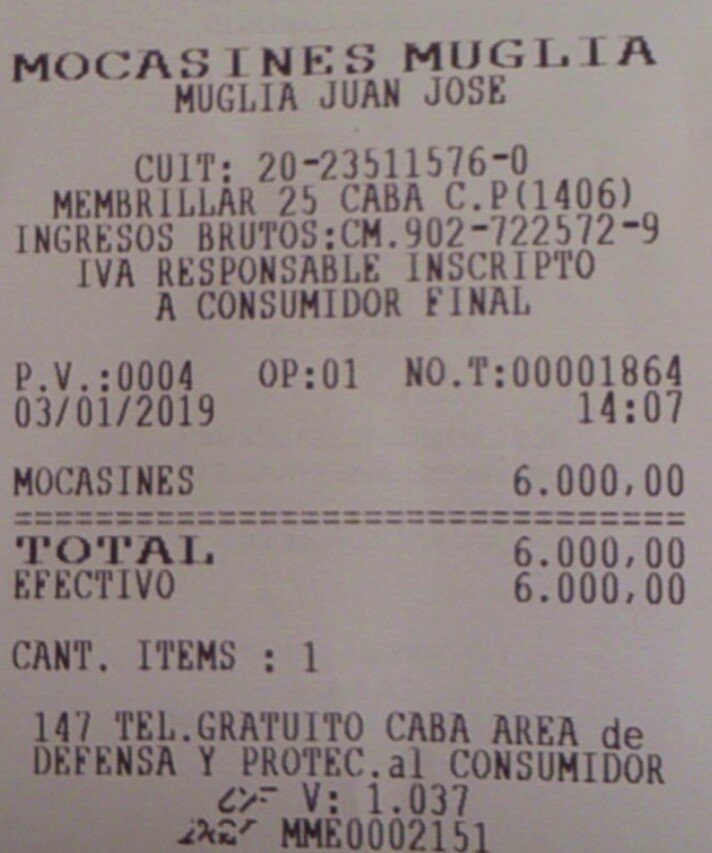 MOCASINES MUGLIA
MUGLIA JUAN JOSE
CUIT: 20-23511576-0
MEMBRILLAR 25 CABA C.P(1406)
INGRESOS BRUTOS:CM.902-722572-9
IVA RESPONSABLE INSCRIPTO
A CONSUMIDOR FINAL
P.V.:0004 OP:01 NO.T:00001864
03/01/2019 14:07
MOCASINES 6.000,00
=================================
TOTAL 6.000,00
EFECTIVO 6.000,00
CANT. ITEMS : 1
147 TEL.GRATUITO CABA AREA de
DEFENSA Y PROTEC.al CONSUMIDOR
CF V: 1.037
MME0002151